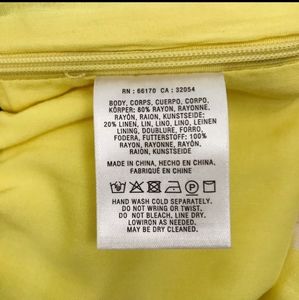 RN : 66170 CA : 32054
BODY, CORPS, CUERPO, CORPO,
KÖRPER: 80% RAYON, RAYONNE,
RAYÓN, RAION, KUNSTSEIDE;
20% LINEN, LIN, LINO, LINO, LEINEN
LINING, DOUBLURE, FORRO,
FODERA, FUTTERSTOFF: 100%
RAYON, RAYONNE, RAYÓN,
RAION, KUNSTSEIDE
MADE IN CHINA, HECHO EN CHINA,
FABRIQUÉ EN CHINE
HAND WASH COLD SEPARATELY.
DO NOT WRING OR TWIST.
DO NOT BLEACH, LINE DRY.
LOWIRON AS NEEDED.
MAY BE DRY CLEANED.